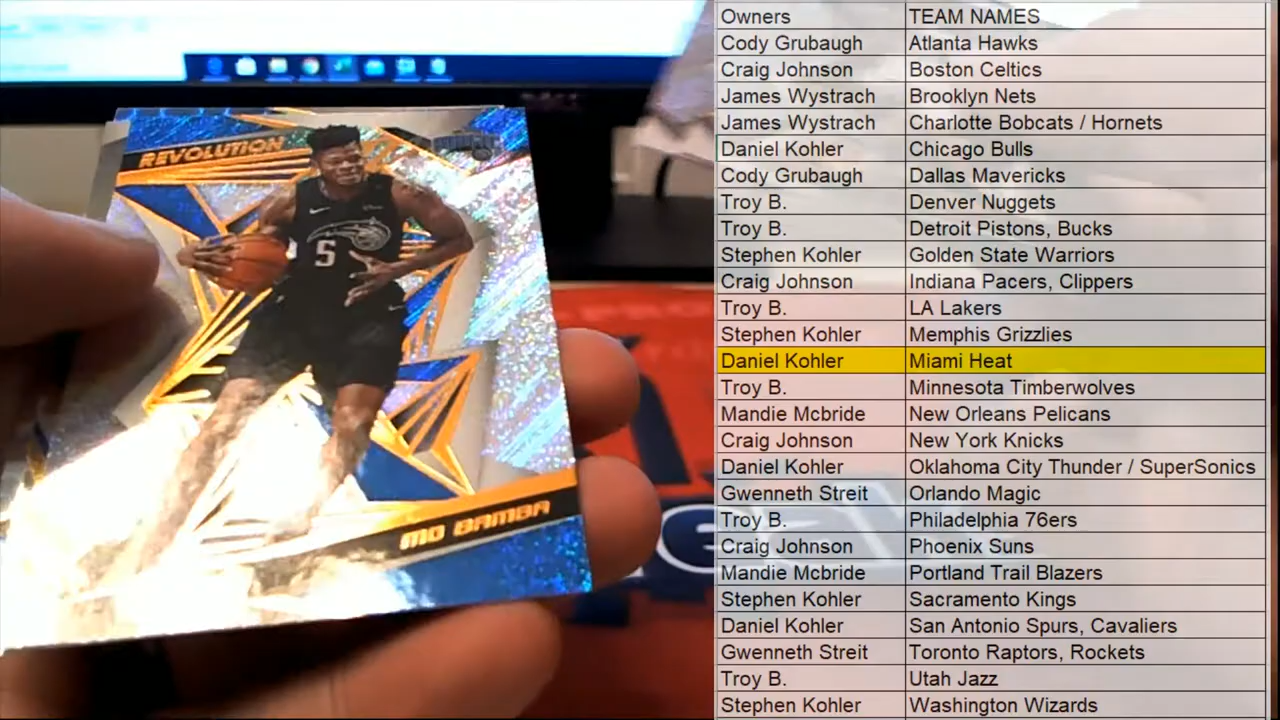 REVOLUTION
5
MO BAMBA
Owners TEAM NAMES
Cody Grubaugh Atlanta Hawks
Craig Johnson Boston Celtics
James Wystrach Brooklyn Nets
James Wystrach Charlotte Bobcats / Hornets
Daniel Kohler Chicago Bulls
Cody Grubaugh Dallas Mavericks
Troy B. Denver Nuggets
Troy B. Detroit Pistons, Bucks
Stephen Kohler Golden State Warriors
Craig Johnson Indiana Pacers, Clippers
Troy B. LA Lakers
Stephen Kohler Memphis Grizzlies
Daniel Kohler Miami Heat
Troy B. Minnesota Timberwolves
Mandie Mcbride New Orleans Pelicans
Craig Johnson New York Knicks
Daniel Kohler Oklahoma City Thunder / SuperSonics
Gwenneth Streit Orlando Magic
Troy B. Philadelphia 76ers
Craig Johnson Phoenix Suns
Mandie Mcbride Portland Trail Blazers
Stephen Kohler Sacramento Kings
Daniel Kohler San Antonio Spurs, Cavaliers
Gwenneth Streit Toronto Raptors, Rockets
Troy B. Utah Jazz
Stephen Kohler Washington Wizards